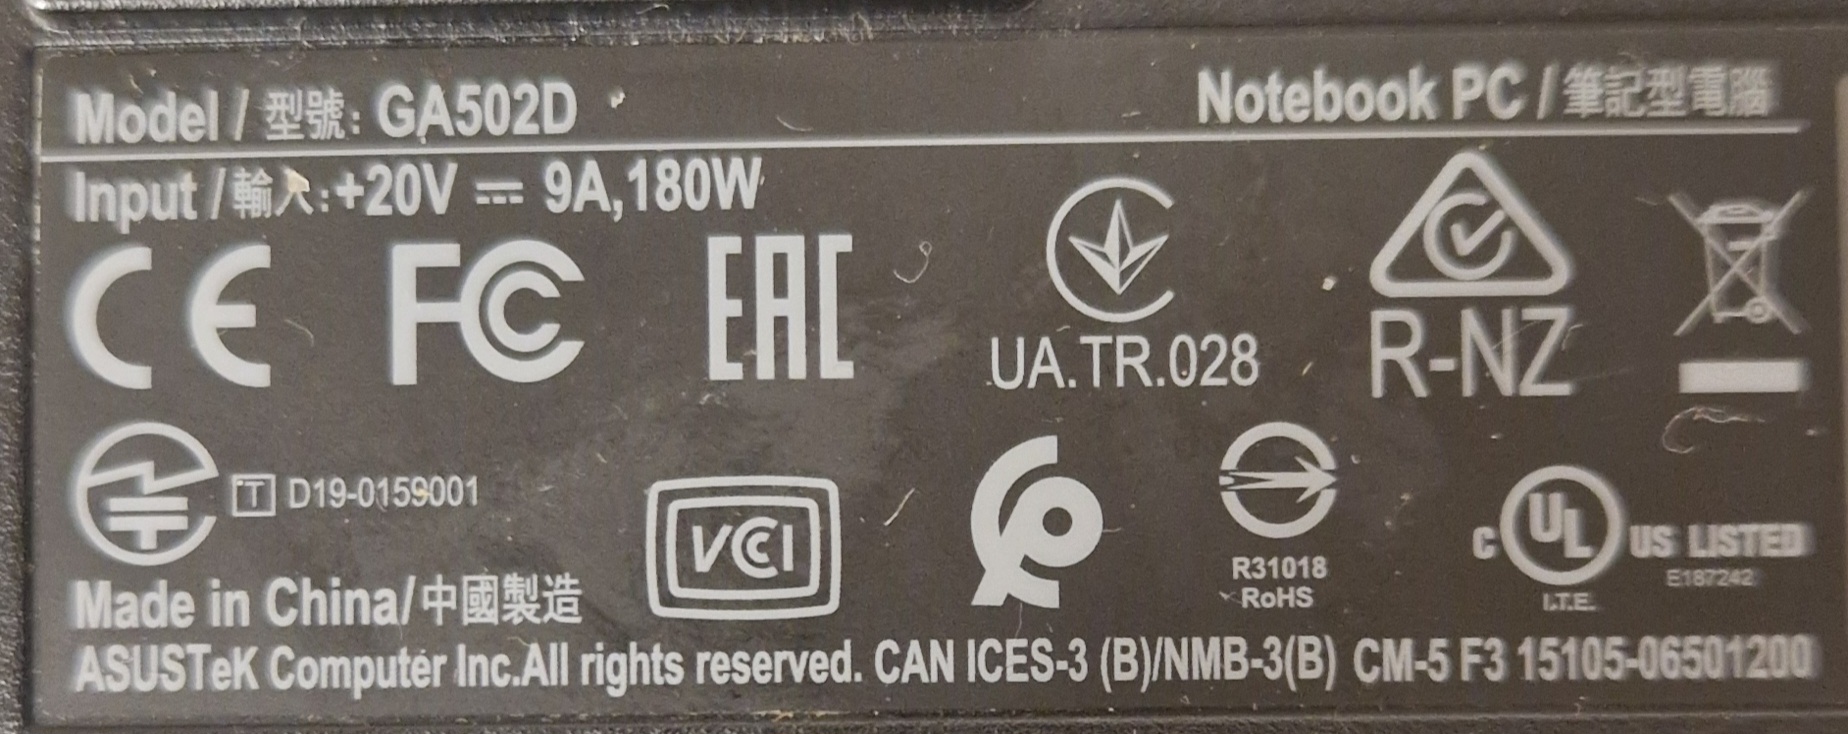 Model / 型號: GA502D Notebook PC / 筆記型電腦
Input / 輸入: +20V ⎓ 9A,180W
CE FC EAC
UA.TR.028
R-NZ
T D19-0159001
VCCI
R31018
RoHS
C UL US LISTED
E187242
I.T.E.
Made in China/中國製造
ASUSTeK Computer Inc.All rights reserved. CAN ICES-3 (B)/NMB-3(B) CM-5 F3 15105-06501200